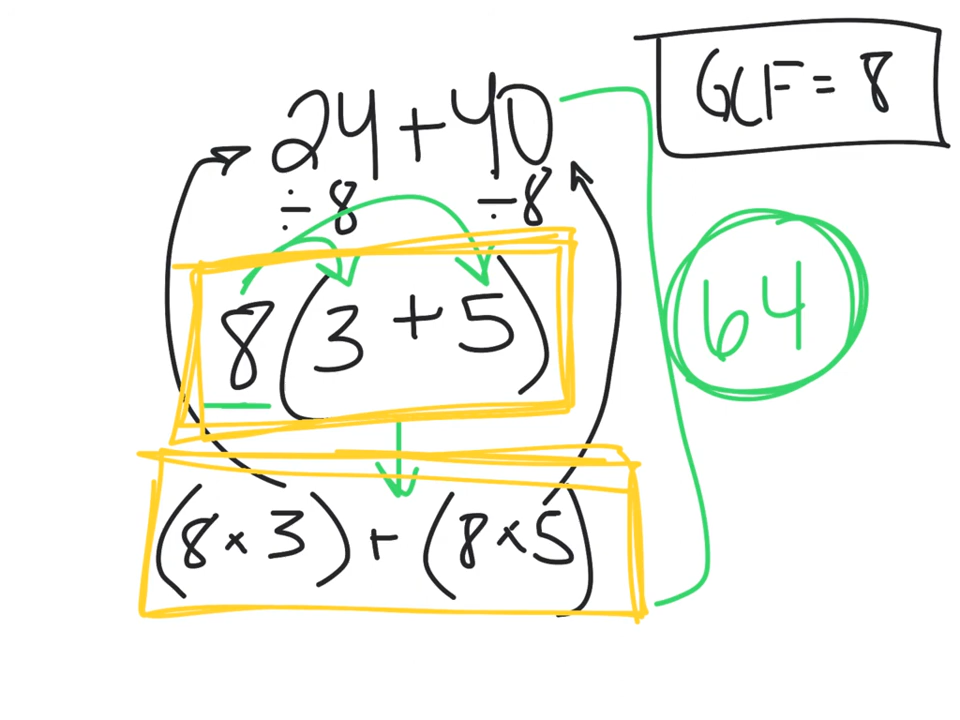 GCF = 8
24 + 40
÷ 8 ÷ 8
8 (3 + 5)
64
(8 × 3) + (8 × 5)